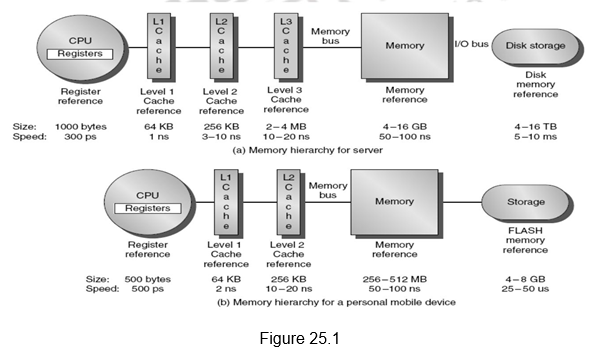 CPU
Registers
L1
Cache
L2
Cache
L3
Cache
Memory
bus
Memory
I/O bus
Disk storage
Register
reference
Level 1
Cache
reference
Level 2
Cache
reference
Level 3
Cache
reference
Memory
reference
Disk
memory
reference
Size: 1000 bytes 64 KB 256 KB 2–4 MB 4–16 GB 4–16 TB
Speed: 300 ps 1 ns 3–10 ns 10–20 ns 50–100 ns 5–10 ms
(a) Memory hierarchy for server
CPU
Registers
L1
Cache
L2
Cache
Memory
bus
Memory
Storage
Register
reference
Level 1
Cache
reference
Level 2
Cache
reference
Memory
reference
FLASH
memory
reference
Size: 500 bytes 64 KB 256 KB 256–512 MB 4–8 GB
Speed: 500 ps 2 ns 10–20 ns 50–100 ns 25–50 us
(b) Memory hierarchy for a personal mobile device
Figure 25.1